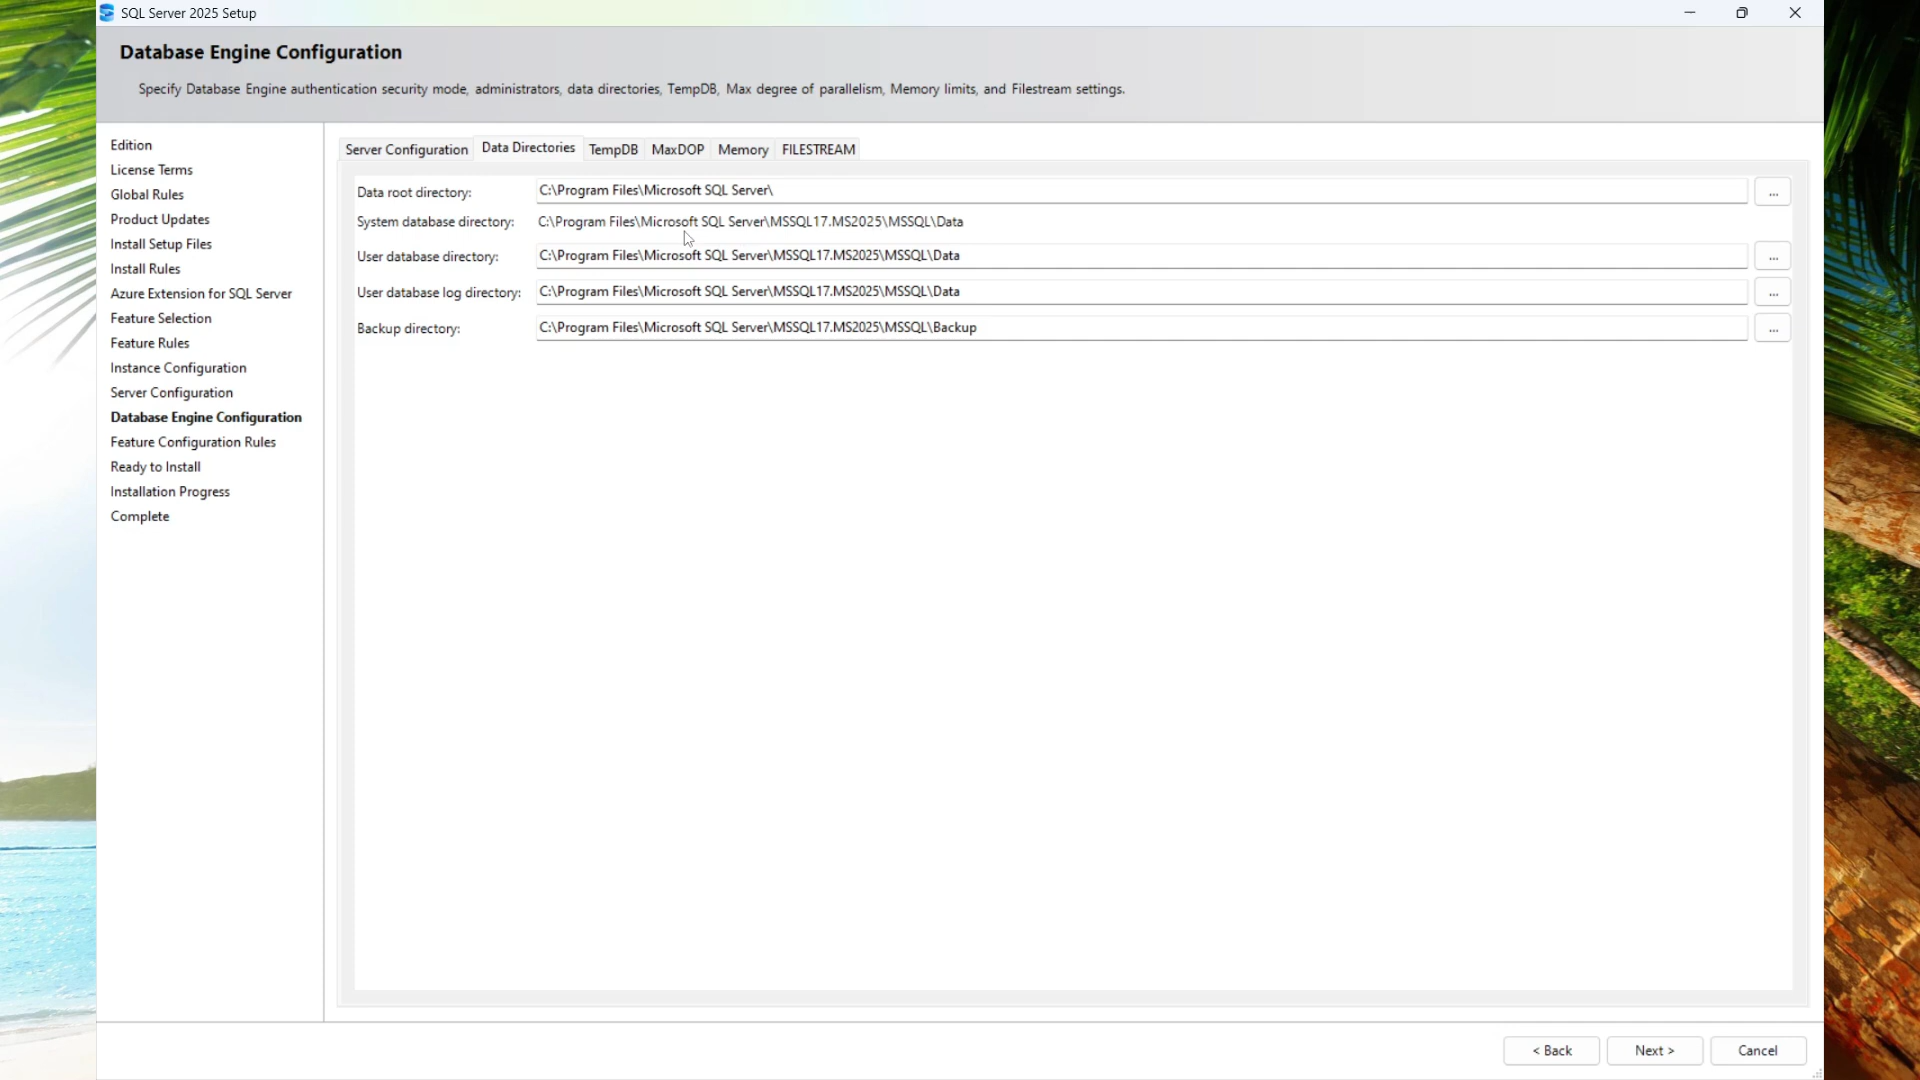 SQL Server 2025 Setup
Database Engine Configuration
Specify Database Engine authentication security mode, administrators, data directories, TempDB, Max degree of parallelism, Memory limits, and Filestream settings.
Edition
License Terms
Global Rules
Product Updates
Install Setup Files
Install Rules
Azure Extension for SQL Server
Feature Selection
Feature Rules
Instance Configuration
Server Configuration
Database Engine Configuration
Feature Configuration Rules
Ready to Install
Installation Progress
Complete
Server Configuration Data Directories TempDB MaxDOP Memory FILESTREAM
Data root directory: C:\Program Files\Microsoft SQL Server\ ...
System database directory: C:\Program Files\Microsoft SQL Server\MSSQL17.MS2025\MSSQL\Data
User database directory: C:\Program Files\Microsoft SQL Server\MSSQL17.MS2025\MSSQL\Data ...
User database log directory: C:\Program Files\Microsoft SQL Server\MSSQL17.MS2025\MSSQL\Data ...
Backup directory: C:\Program Files\Microsoft SQL Server\MSSQL17.MS2025\MSSQL\Backup ...
< Back Next > Cancel